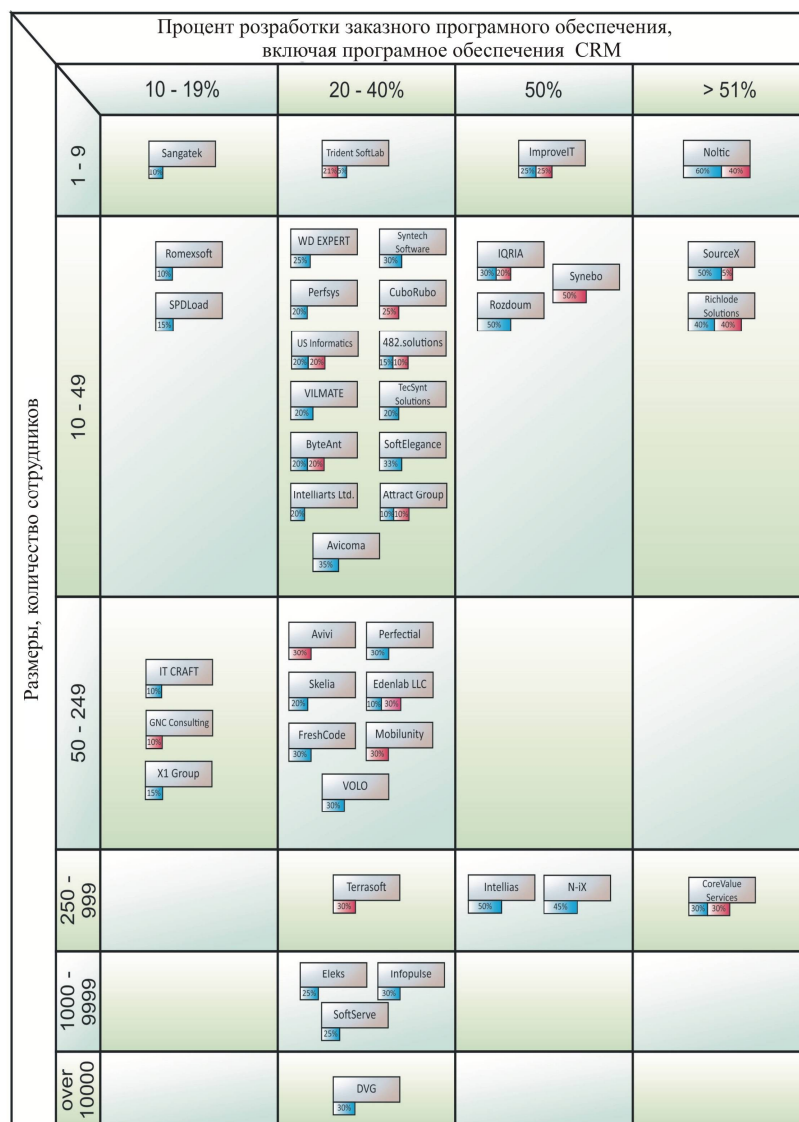 Процент розработки заказного програмного обеспечения,
включая програмное обеспечения CRM
10 - 19%
20 - 40%
50%
> 51%
Размеры, количество сотрудников
1 - 9
Sangatek
10%
Trident SoftLab
21% 5%
ImproveIT
25% 25%
Noltic
60% 40%
10 - 49
Romexsoft
10%
SPDLoad
15%
WD EXPERT
25%
Syntech
Software
30%
Perfsys
20%
CuboRubo
25%
US Informatics
20% 20%
482.solutions
15% 10%
VILMATE
20%
TecSynt
Solutions
20%
ByteAnt
20% 20%
SoftElegance
33%
Intelliarts Ltd.
20%
Attract Group
10% 10%
Avicoma
35%
IQRIA
30% 20%
Synebo
50%
Rozdoum
50%
SourceX
50% 5%
Richlode
Solutions
40% 40%
50 - 249
IT CRAFT
10%
GNC Consulting
10%
X1 Group
15%
Avivi
30%
Perfectial
30%
Skelia
20%
Edenlab LLC
10% 30%
FreshCode
30%
Mobilunity
30%
VOLO
30%
250 -
999
Terrasoft
30%
Intellias
50%
N-iX
45%
CoreValue
Services
30% 30%
1000 -
9999
Eleks
25%
Infopulse
30%
SoftServe
25%
over
10000
DVG
30%